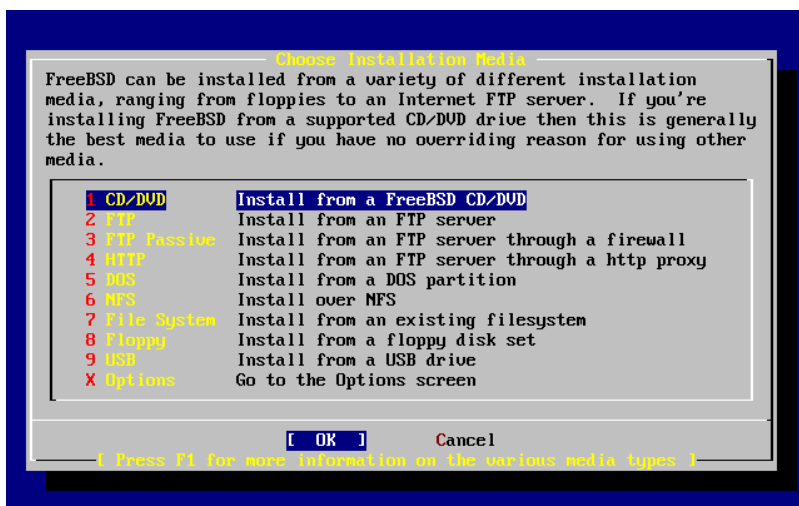 Choose Installation Media
FreeBSD can be installed from a variety of different installation
media, ranging from floppies to an Internet FTP server.  If you're
installing FreeBSD from a supported CD/DVD drive then this is generally
the best media to use if you have no overriding reason for using other
media.
1 CD/DVD Install from a FreeBSD CD/DVD
2 FTP Install from an FTP server
3 FTP Passive Install from an FTP server through a firewall
4 HTTP Install from an FTP server through a http proxy
5 DOS Install from a DOS partition
6 NFS Install over NFS
7 File System Install from an existing filesystem
8 Floppy Install from a floppy disk set
9 USB Install from a USB drive
X Options Go to the Options screen
[ OK ] Cancel
[ Press F1 for more information on the various media types ]